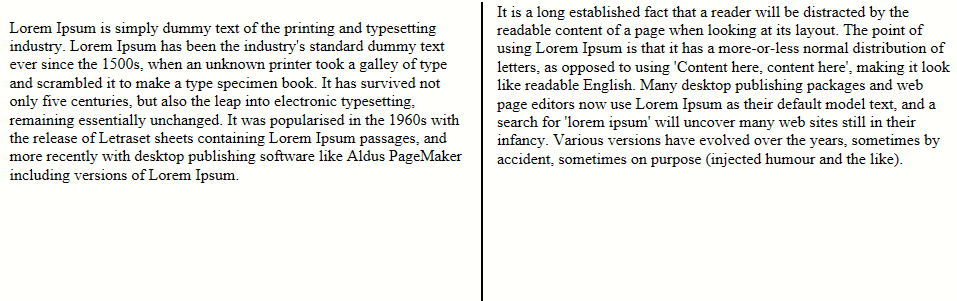 Lorem Ipsum is simply dummy text of the printing and typesetting
industry. Lorem Ipsum has been the industry's standard dummy text
ever since the 1500s, when an unknown printer took a galley of type
and scrambled it to make a type specimen book. It has survived not
only five centuries, but also the leap into electronic typesetting,
remaining essentially unchanged. It was popularised in the 1960s with
the release of Letraset sheets containing Lorem Ipsum passages, and
more recently with desktop publishing software like Aldus PageMaker
including versions of Lorem Ipsum.
It is a long established fact that a reader will be distracted by the
readable content of a page when looking at its layout. The point of
using Lorem Ipsum is that it has a more-or-less normal distribution of
letters, as opposed to using 'Content here, content here', making it look
like readable English. Many desktop publishing packages and web
page editors now use Lorem Ipsum as their default model text, and a
search for 'lorem ipsum' will uncover many web sites still in their
infancy. Various versions have evolved over the years, sometimes by
accident, sometimes on purpose (injected humour and the like).